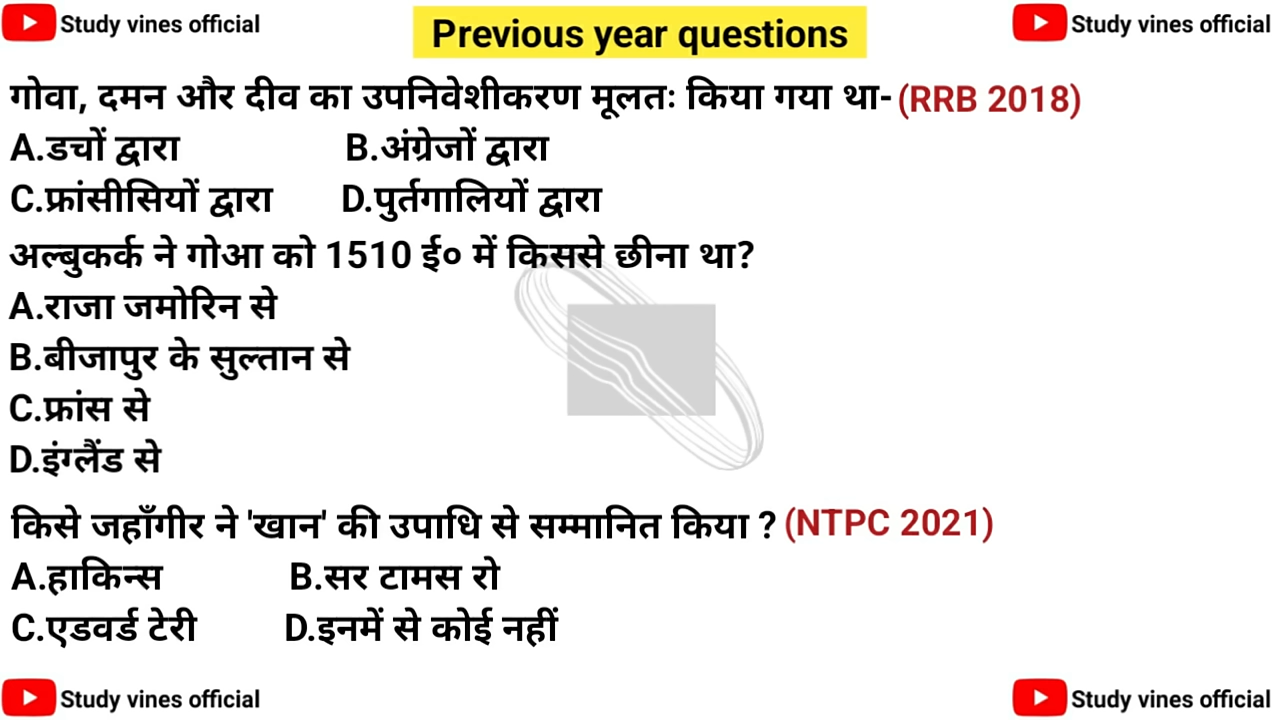 Study vines official
Previous year questions
Study vines official
गोवा, दमन और दीव का उपनिवेशीकरण मूलतः किया गया था- (RRB 2018)
A.डचों द्वारा B.अंग्रेजों द्वारा
C.फ्रांसीसियों द्वारा D.पुर्तगालियों द्वारा
अल्बुकर्क ने गोआ को 1510 ई० में किससे छीना था?
A.राजा जमोरिन से
B.बीजापुर के सुल्तान से
C.फ्रांस से
D.इंग्लैंड से
किसे जहाँगीर ने 'खान' की उपाधि से सम्मानित किया ? (NTPC 2021)
A.हाकिन्स B.सर टामस रो
C.एडवर्ड टेरी D.इनमें से कोई नहीं
Study vines official
Study vines official